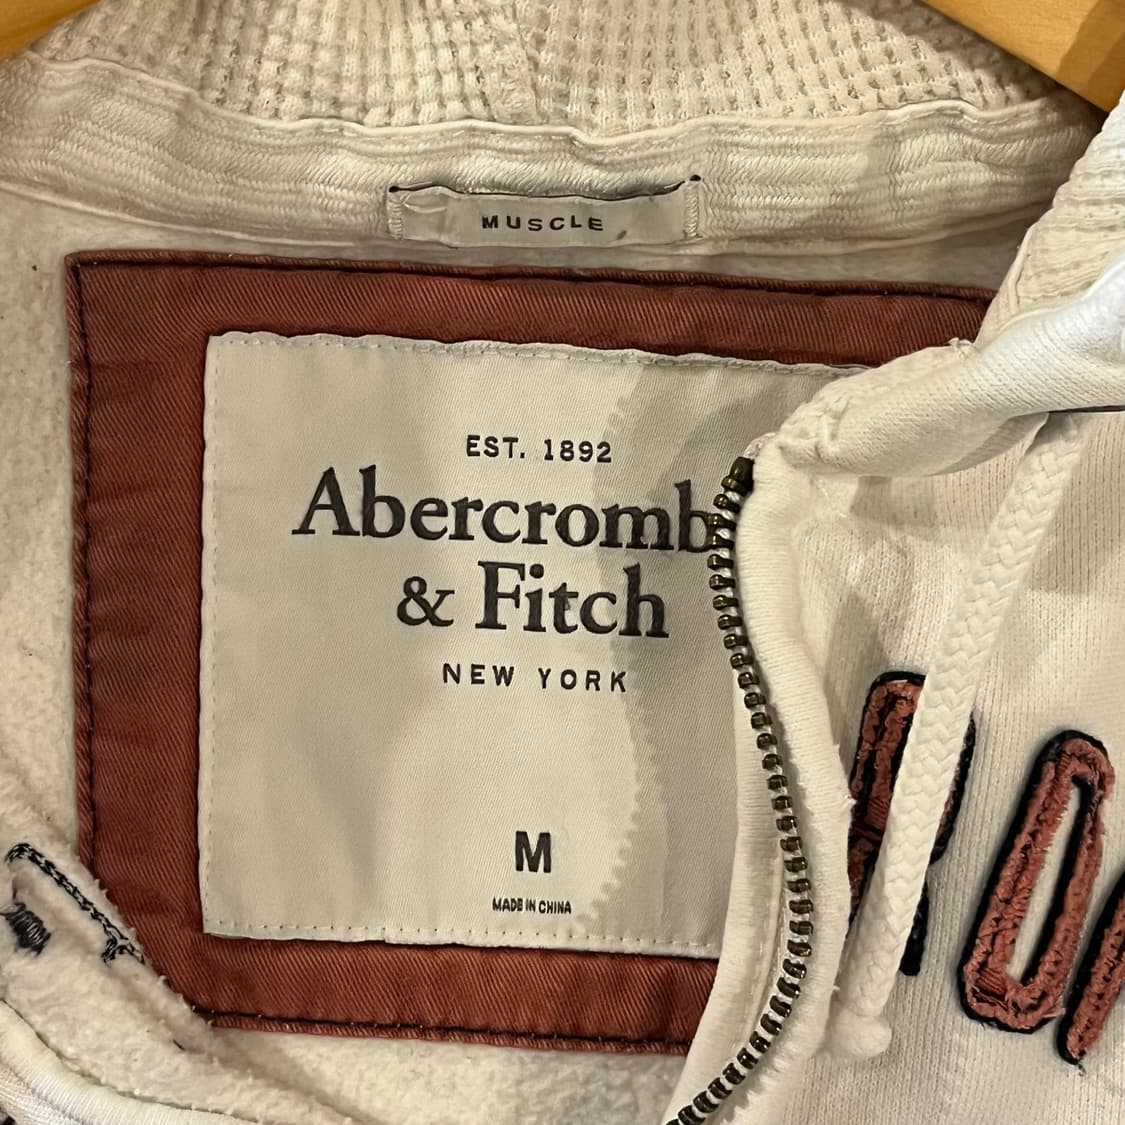 MUSCLE
EST. 1892
Abercromb
& Fitch
NEW YORK
M
MADE IN CHINA